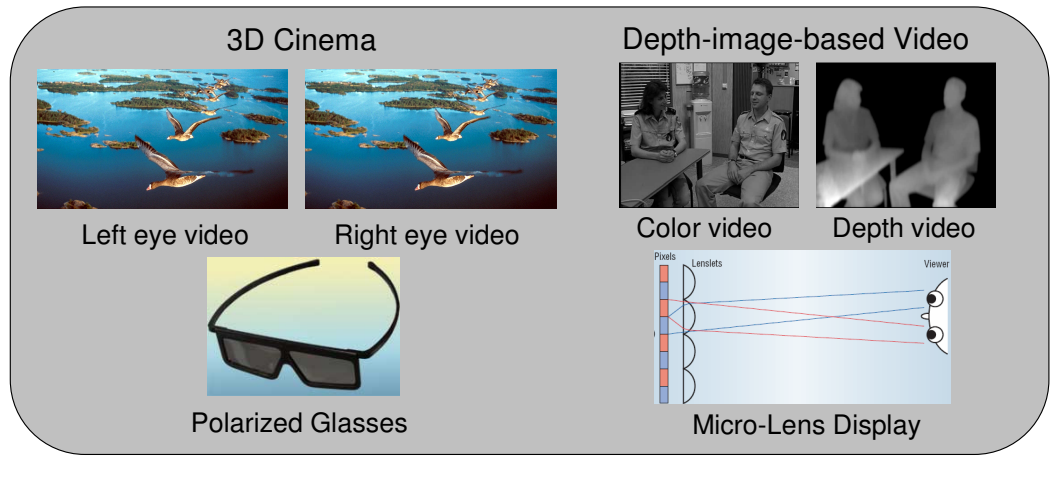 3D Cinema
Depth-image-based Video
Left eye video
Right eye video
Color video
Depth video
Pixels
Lenslets
Viewer
Polarized Glasses
Micro-Lens Display